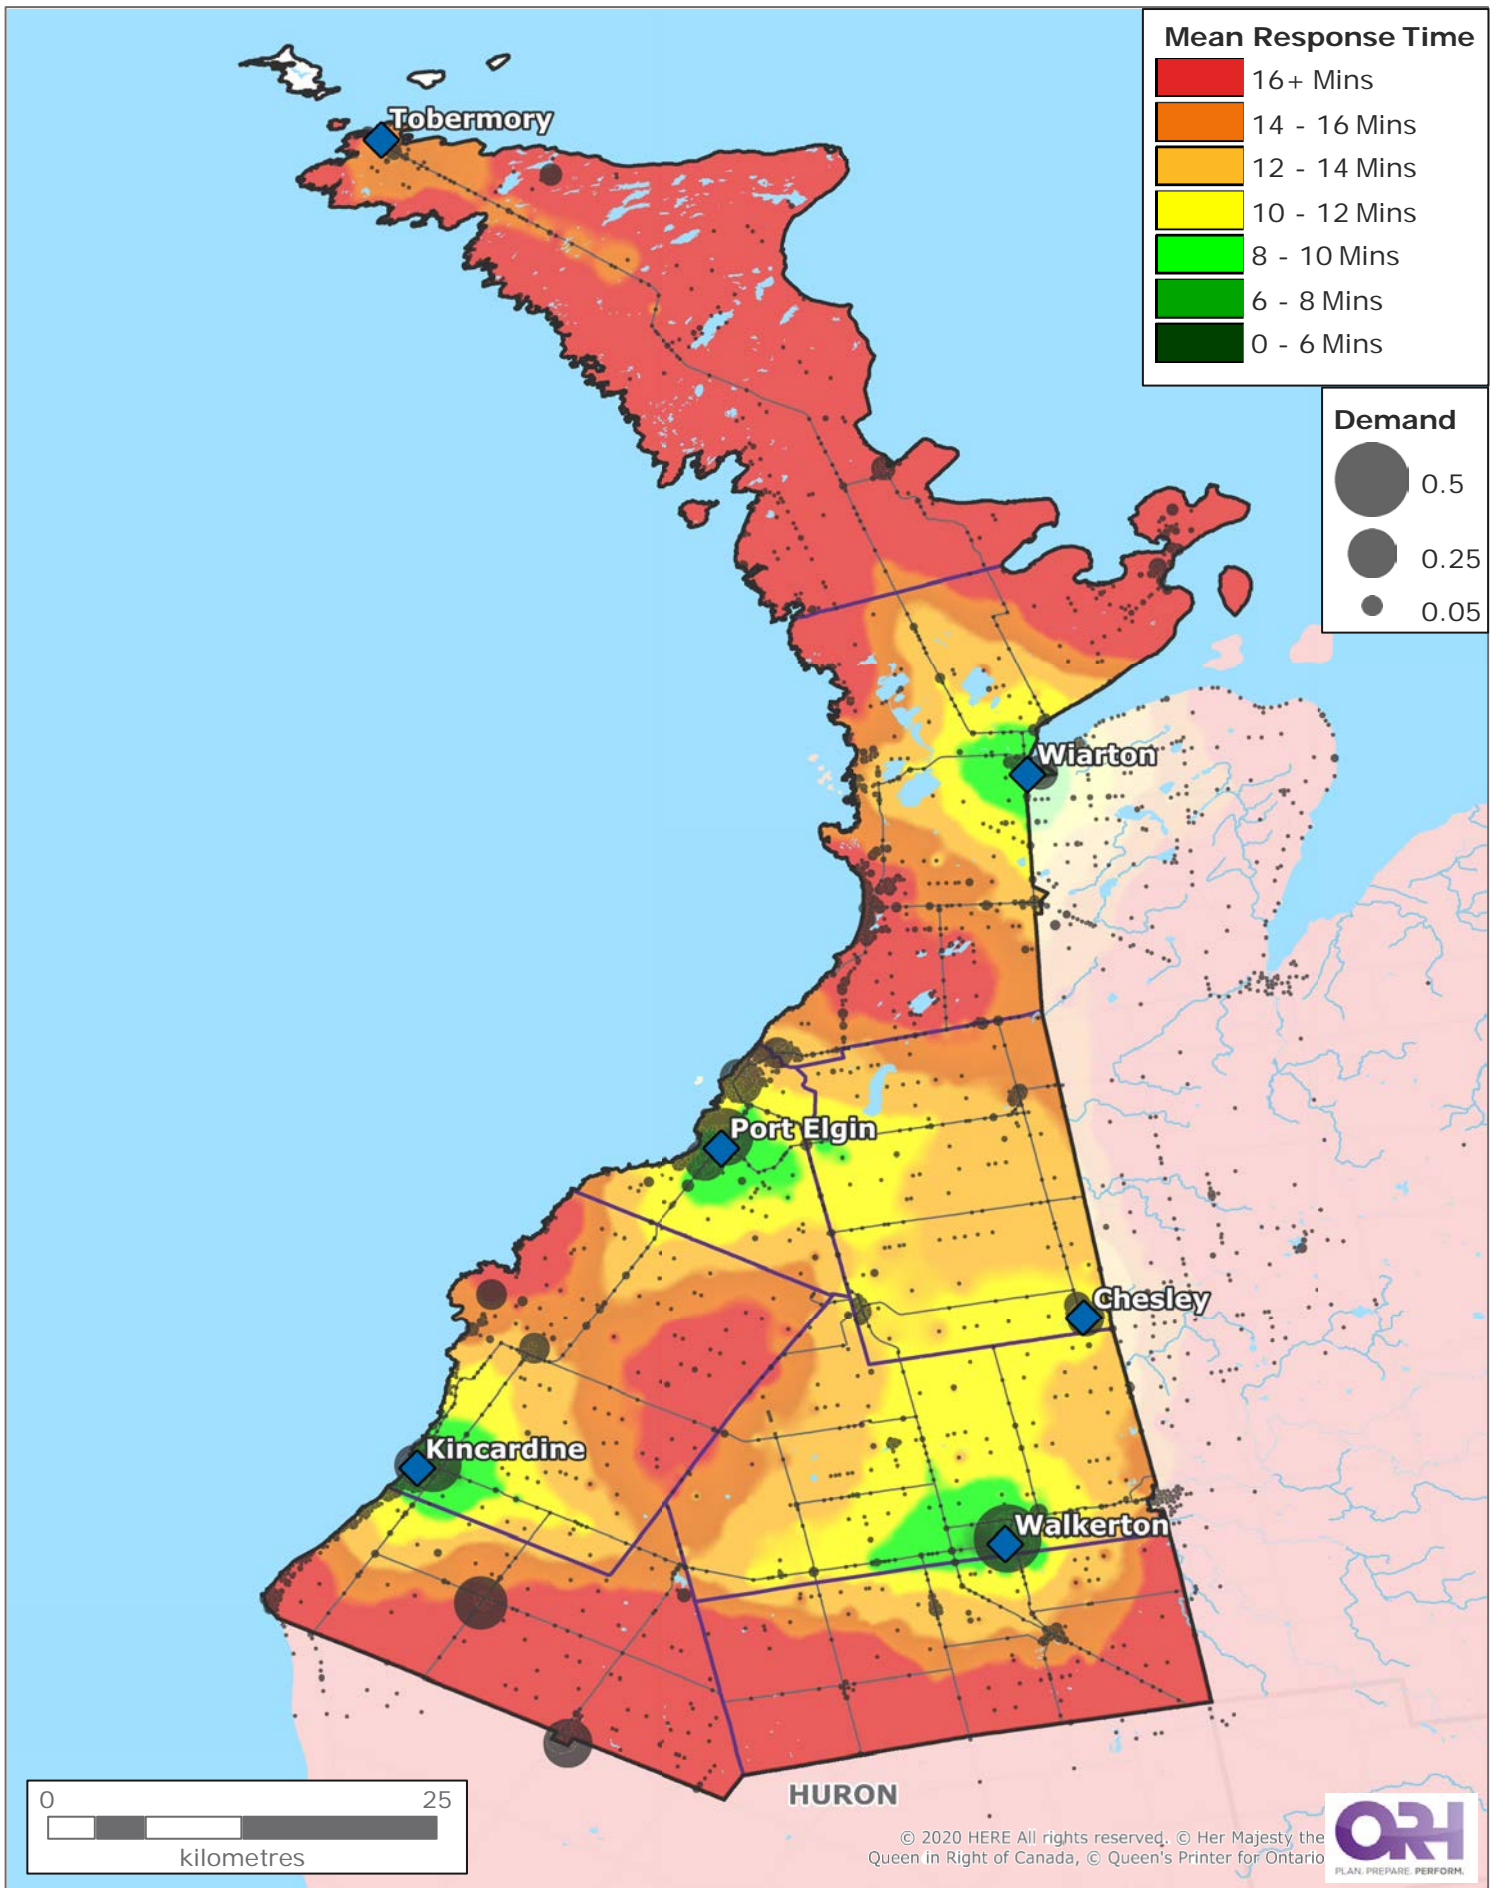 Mean Response Time
16+ Mins
14 - 16 Mins
12 - 14 Mins
10 - 12 Mins
8 - 10 Mins
6 - 8 Mins
0 - 6 Mins
Demand
0.5
0.25
0.05
Tobermory
Wiarton
Port Elgin
Chesley
Kincardine
Walkerton
HURON
0 25
kilometres
© 2020 HERE All rights reserved. © Her Majesty the
Queen in Right of Canada, © Queen's Printer for Ontario
ORH
PLAN. PREPARE. PERFORM.